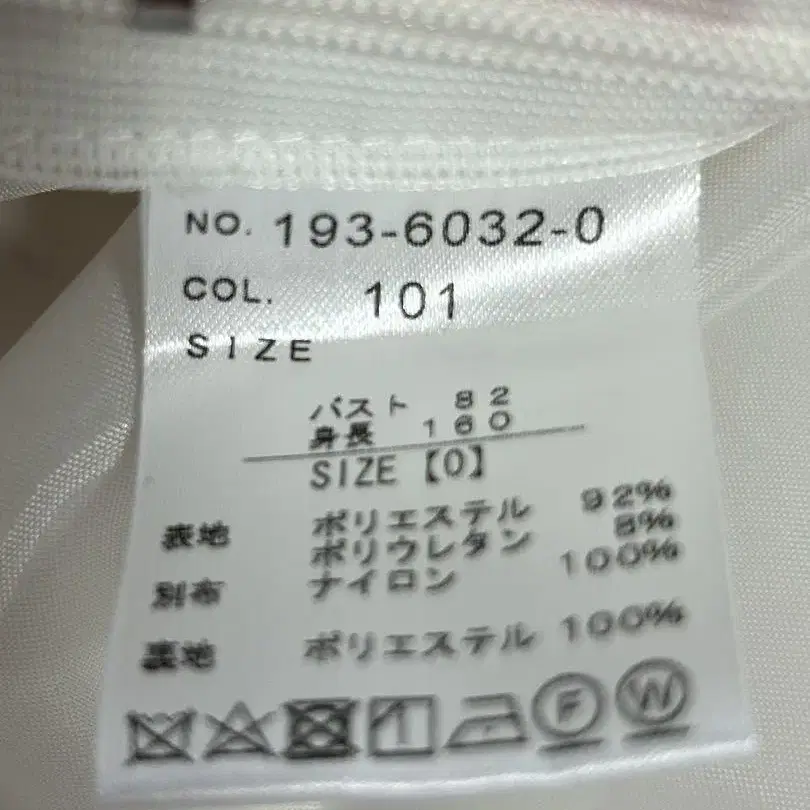 NO. 193-6032-0
COL. 101
SIZE
バスト 82
身長 160
SIZE【0】
表地 ポリエステル 92%
ポリウレタン 8%
別布 ナイロン 100%
裏地 ポリエステル 100%
F W